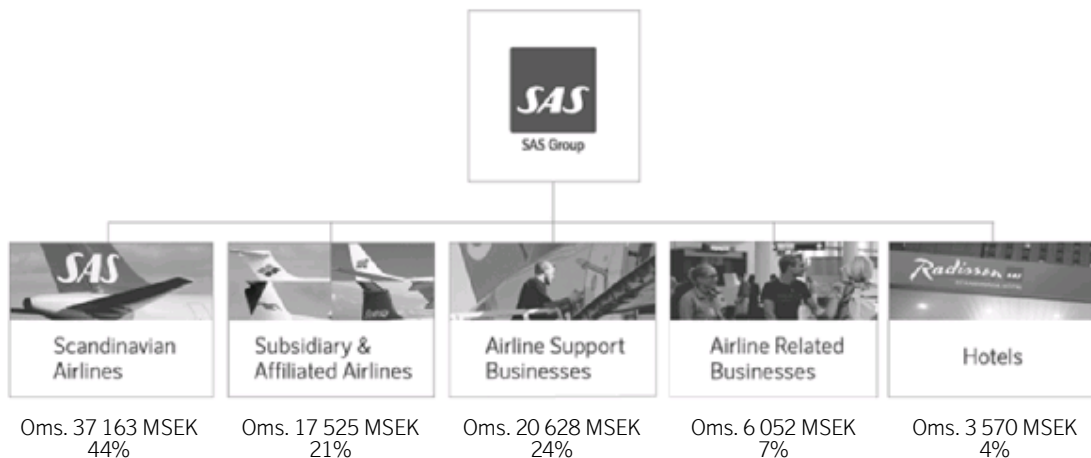 SAS
SAS Group
SAS
Radisson SAS
Scandinavian
Airlines
Subsidiary &
Affiliated Airlines
Airline Support
Businesses
Airline Related
Businesses
Hotels
Oms. 37 163 MSEK
44%
Oms. 17 525 MSEK
21%
Oms. 20 628 MSEK
24%
Oms. 6 052 MSEK
7%
Oms. 3 570 MSEK
4%